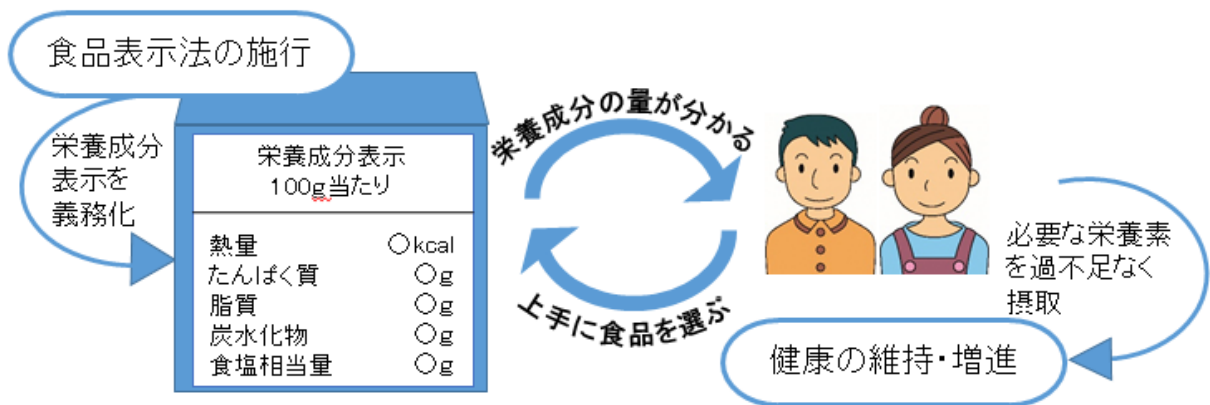 食品表示法の施行
栄養成分
表示を
義務化
栄養成分表示
100g当たり
熱量 ○kcal
たんぱく質 ○g
脂質 ○g
炭水化物 ○g
食塩相当量 ○g
栄養成分の量が分かる
上手に食品を選ぶ
必要な栄養素
を過不足なく
摂取
健康の維持・増進